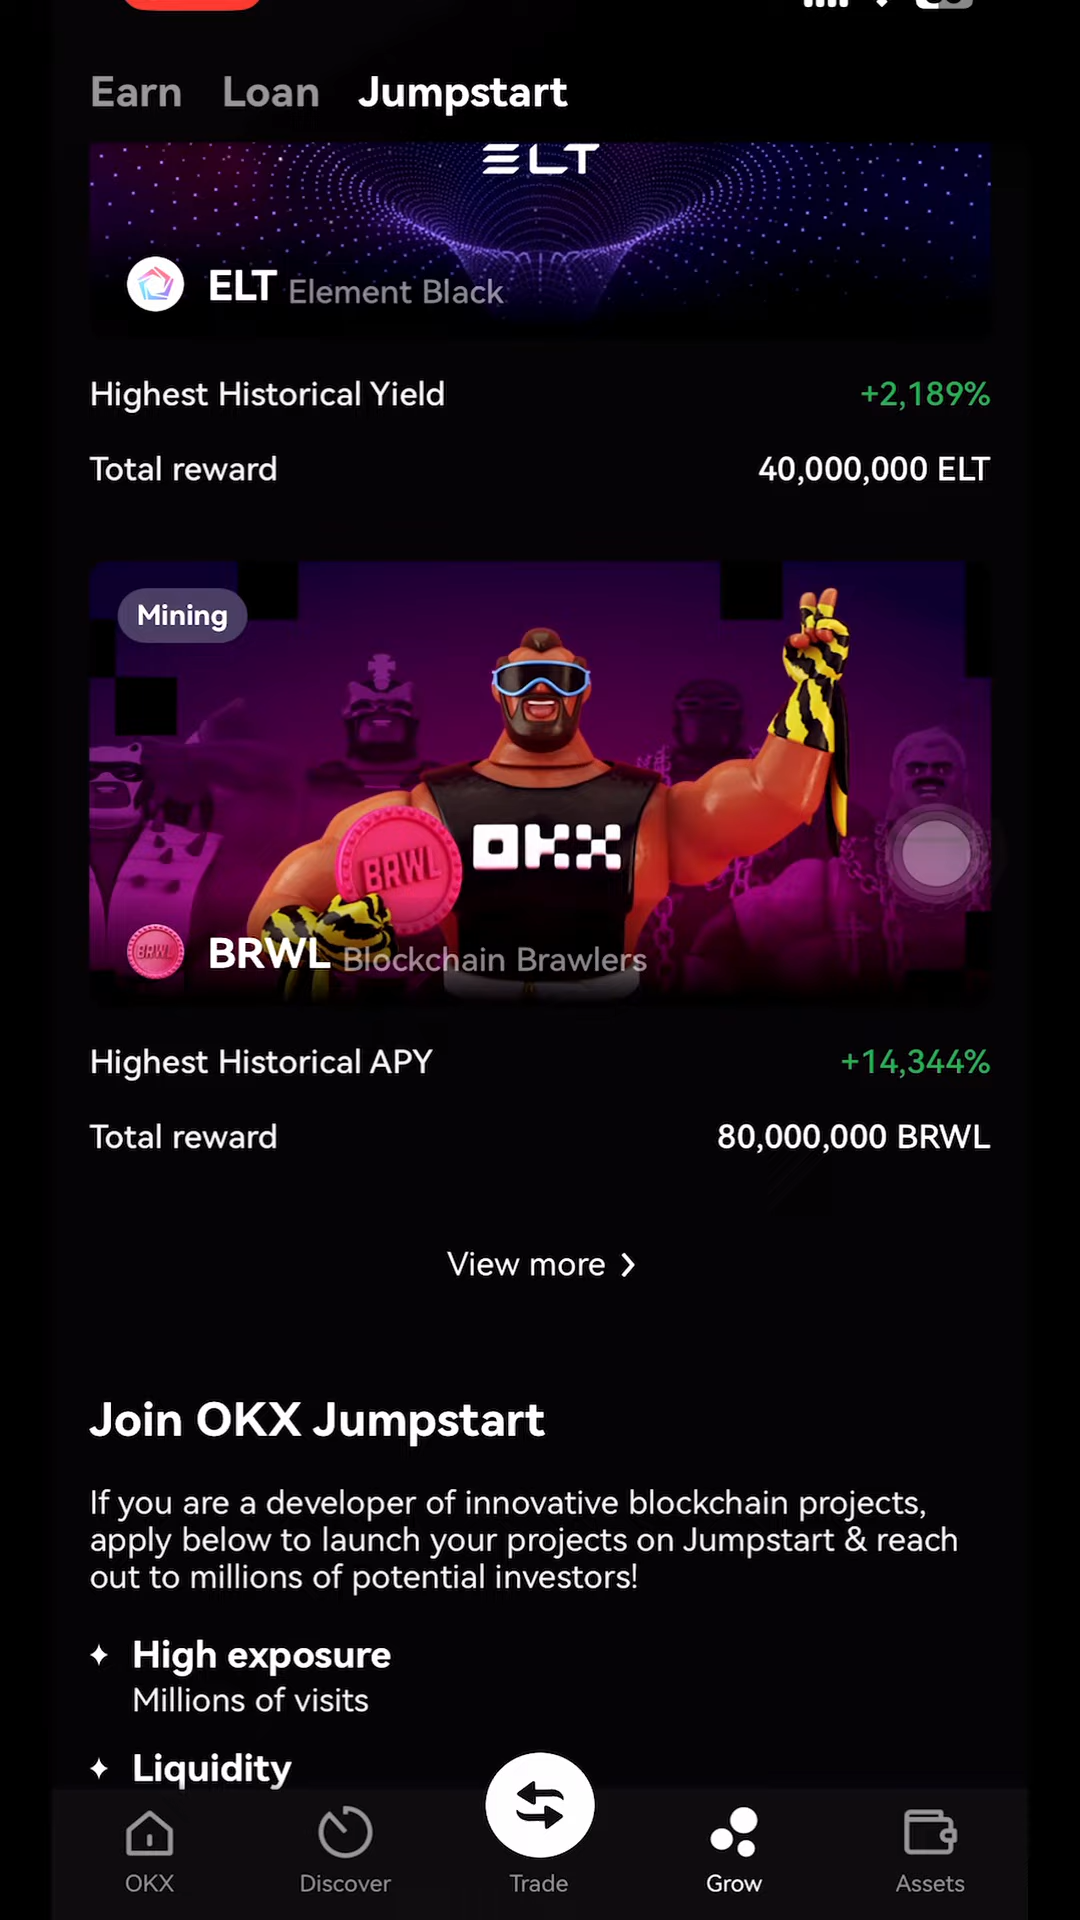 Earn Loan Jumpstart
ELT
ELT Element Black
Highest Historical Yield +2,189%
Total reward 40,000,000 ELT
Mining
OKX
BRWL
BRWL
BRWL Blockchain Brawlers
Highest Historical APY +14,344%
Total reward 80,000,000 BRWL
View more
Join OKX Jumpstart
If you are a developer of innovative blockchain projects,
apply below to launch your projects on Jumpstart & reach
out to millions of potential investors!
High exposure
Millions of visits
Liquidity
OKX Discover Trade Grow Assets